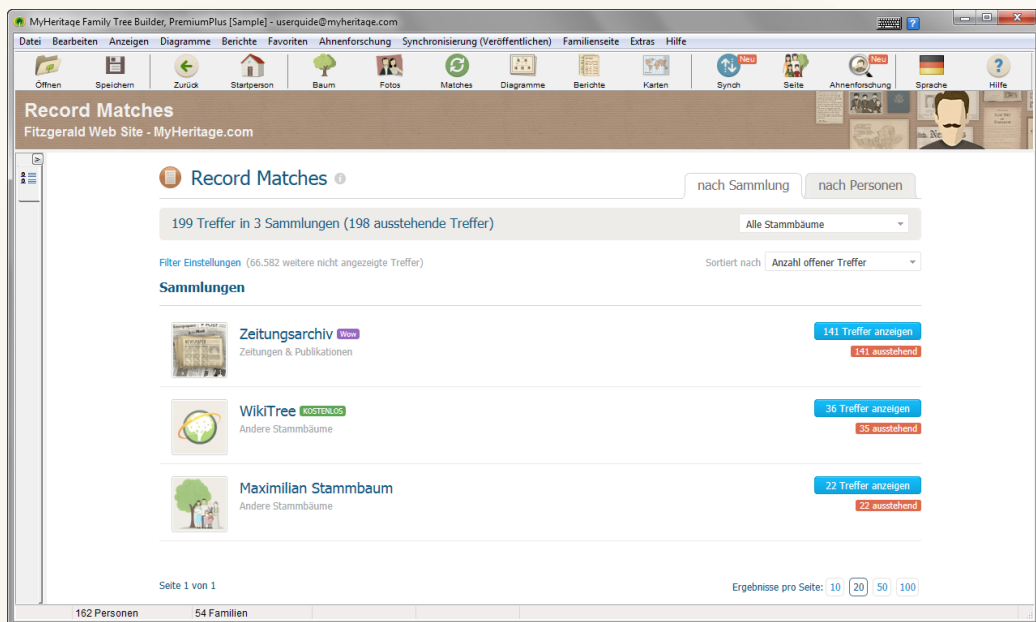 MyHeritage Family Tree Builder, PremiumPlus [Sample] - userguide@myheritage.com
Datei Bearbeiten Anzeigen Diagramme Berichte Favoriten Ahnenforschung Synchronisierung (Veröffentlichen) Familienseite Extras Hilfe
Neu Neu
Öffnen Speichern Zurück Startperson Baum Fotos Matches Diagramme Berichte Karten Synch Seite Ahnenforschung Sprache Hilfe
Record Matches
Fitzgerald Web Site - MyHeritage.com
Record Matches
nach Sammlung nach Personen
199 Treffer in 3 Sammlungen (198 ausstehende Treffer) Alle Stammbäume
Filter Einstellungen (66.582 weitere nicht angezeigte Treffer) Sortiert nach Anzahl offener Treffer
Sammlungen
Zeitungsarchiv Wow 141 Treffer anzeigen
Zeitungen & Publikationen 141 ausstehend
WikiTree KOSTENLOS 36 Treffer anzeigen
Andere Stammbäume 35 ausstehend
Maximilian Stammbaum 22 Treffer anzeigen
Andere Stammbäume 22 ausstehend
Seite 1 von 1 Ergebnisse pro Seite: 10 20 50 100
162 Personen 54 Familien